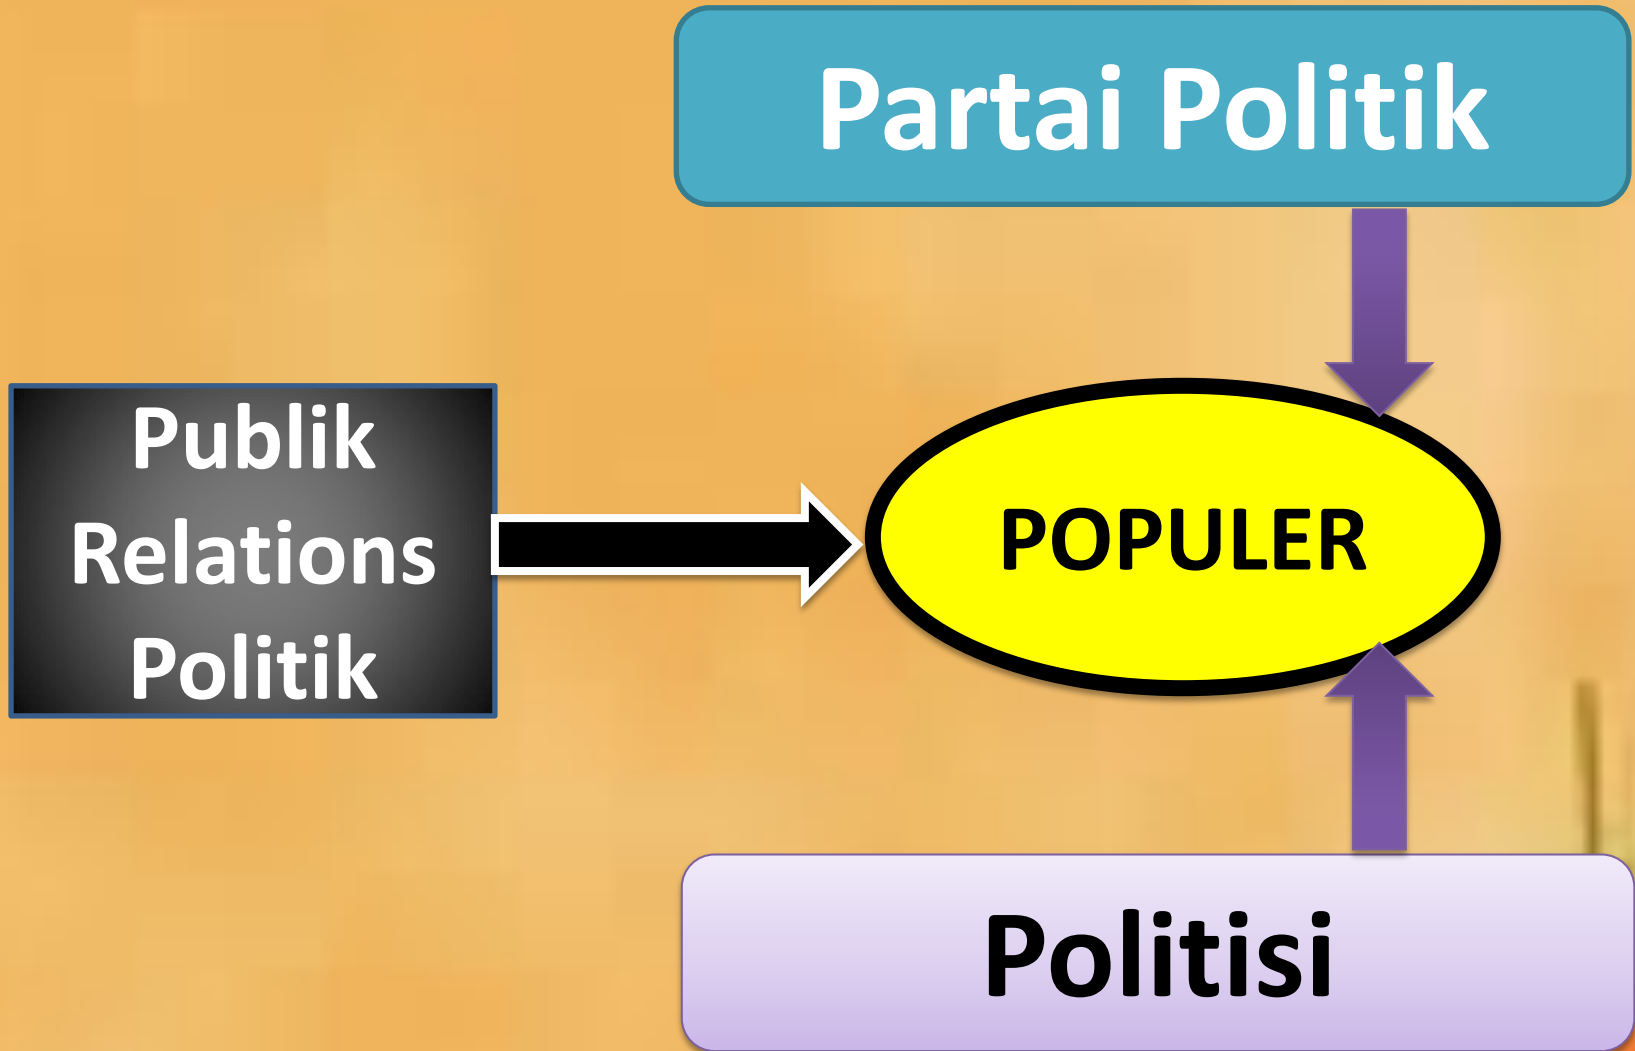 Partai Politik
Publik
Relations
Politik
POPULER
Politisi